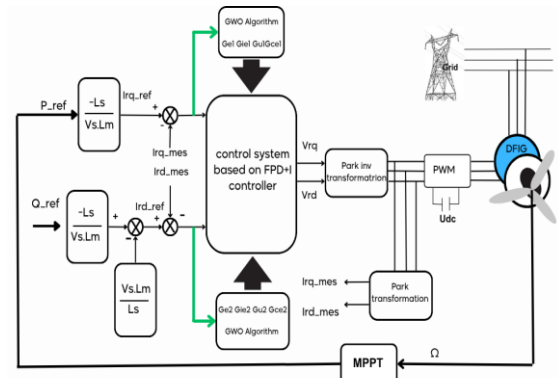 GWO Algorithm
Ge1 Gie1 Gu1Gce1
Grid
P_ref
-Ls
Vs.Lm
Irq_ref
+
-
Irq_mes
Ird_mes
control system
based on FPD+I
controller
Vrq
Vrd
Park inv
transformatrion
PWM
Udc
DFIG
Q_ref
-Ls
Vs.Lm
+
-
Ird_ref
+
-
Vs.Lm
Ls
Ge2 Gie2 Gu2 Gce2
GWO Algorithm
Irq_mes
Ird_mes
Park
transformation
MPPT
Ω